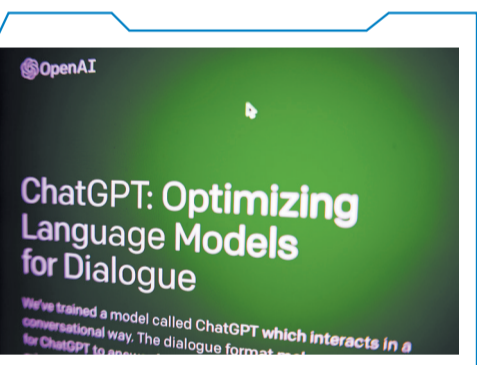 OpenAI
ChatGPT: Optimizing
Language Models
for Dialogue
We've trained a model called ChatGPT which interacts in a
conversational way. The dialogue format
for ChatGPT to